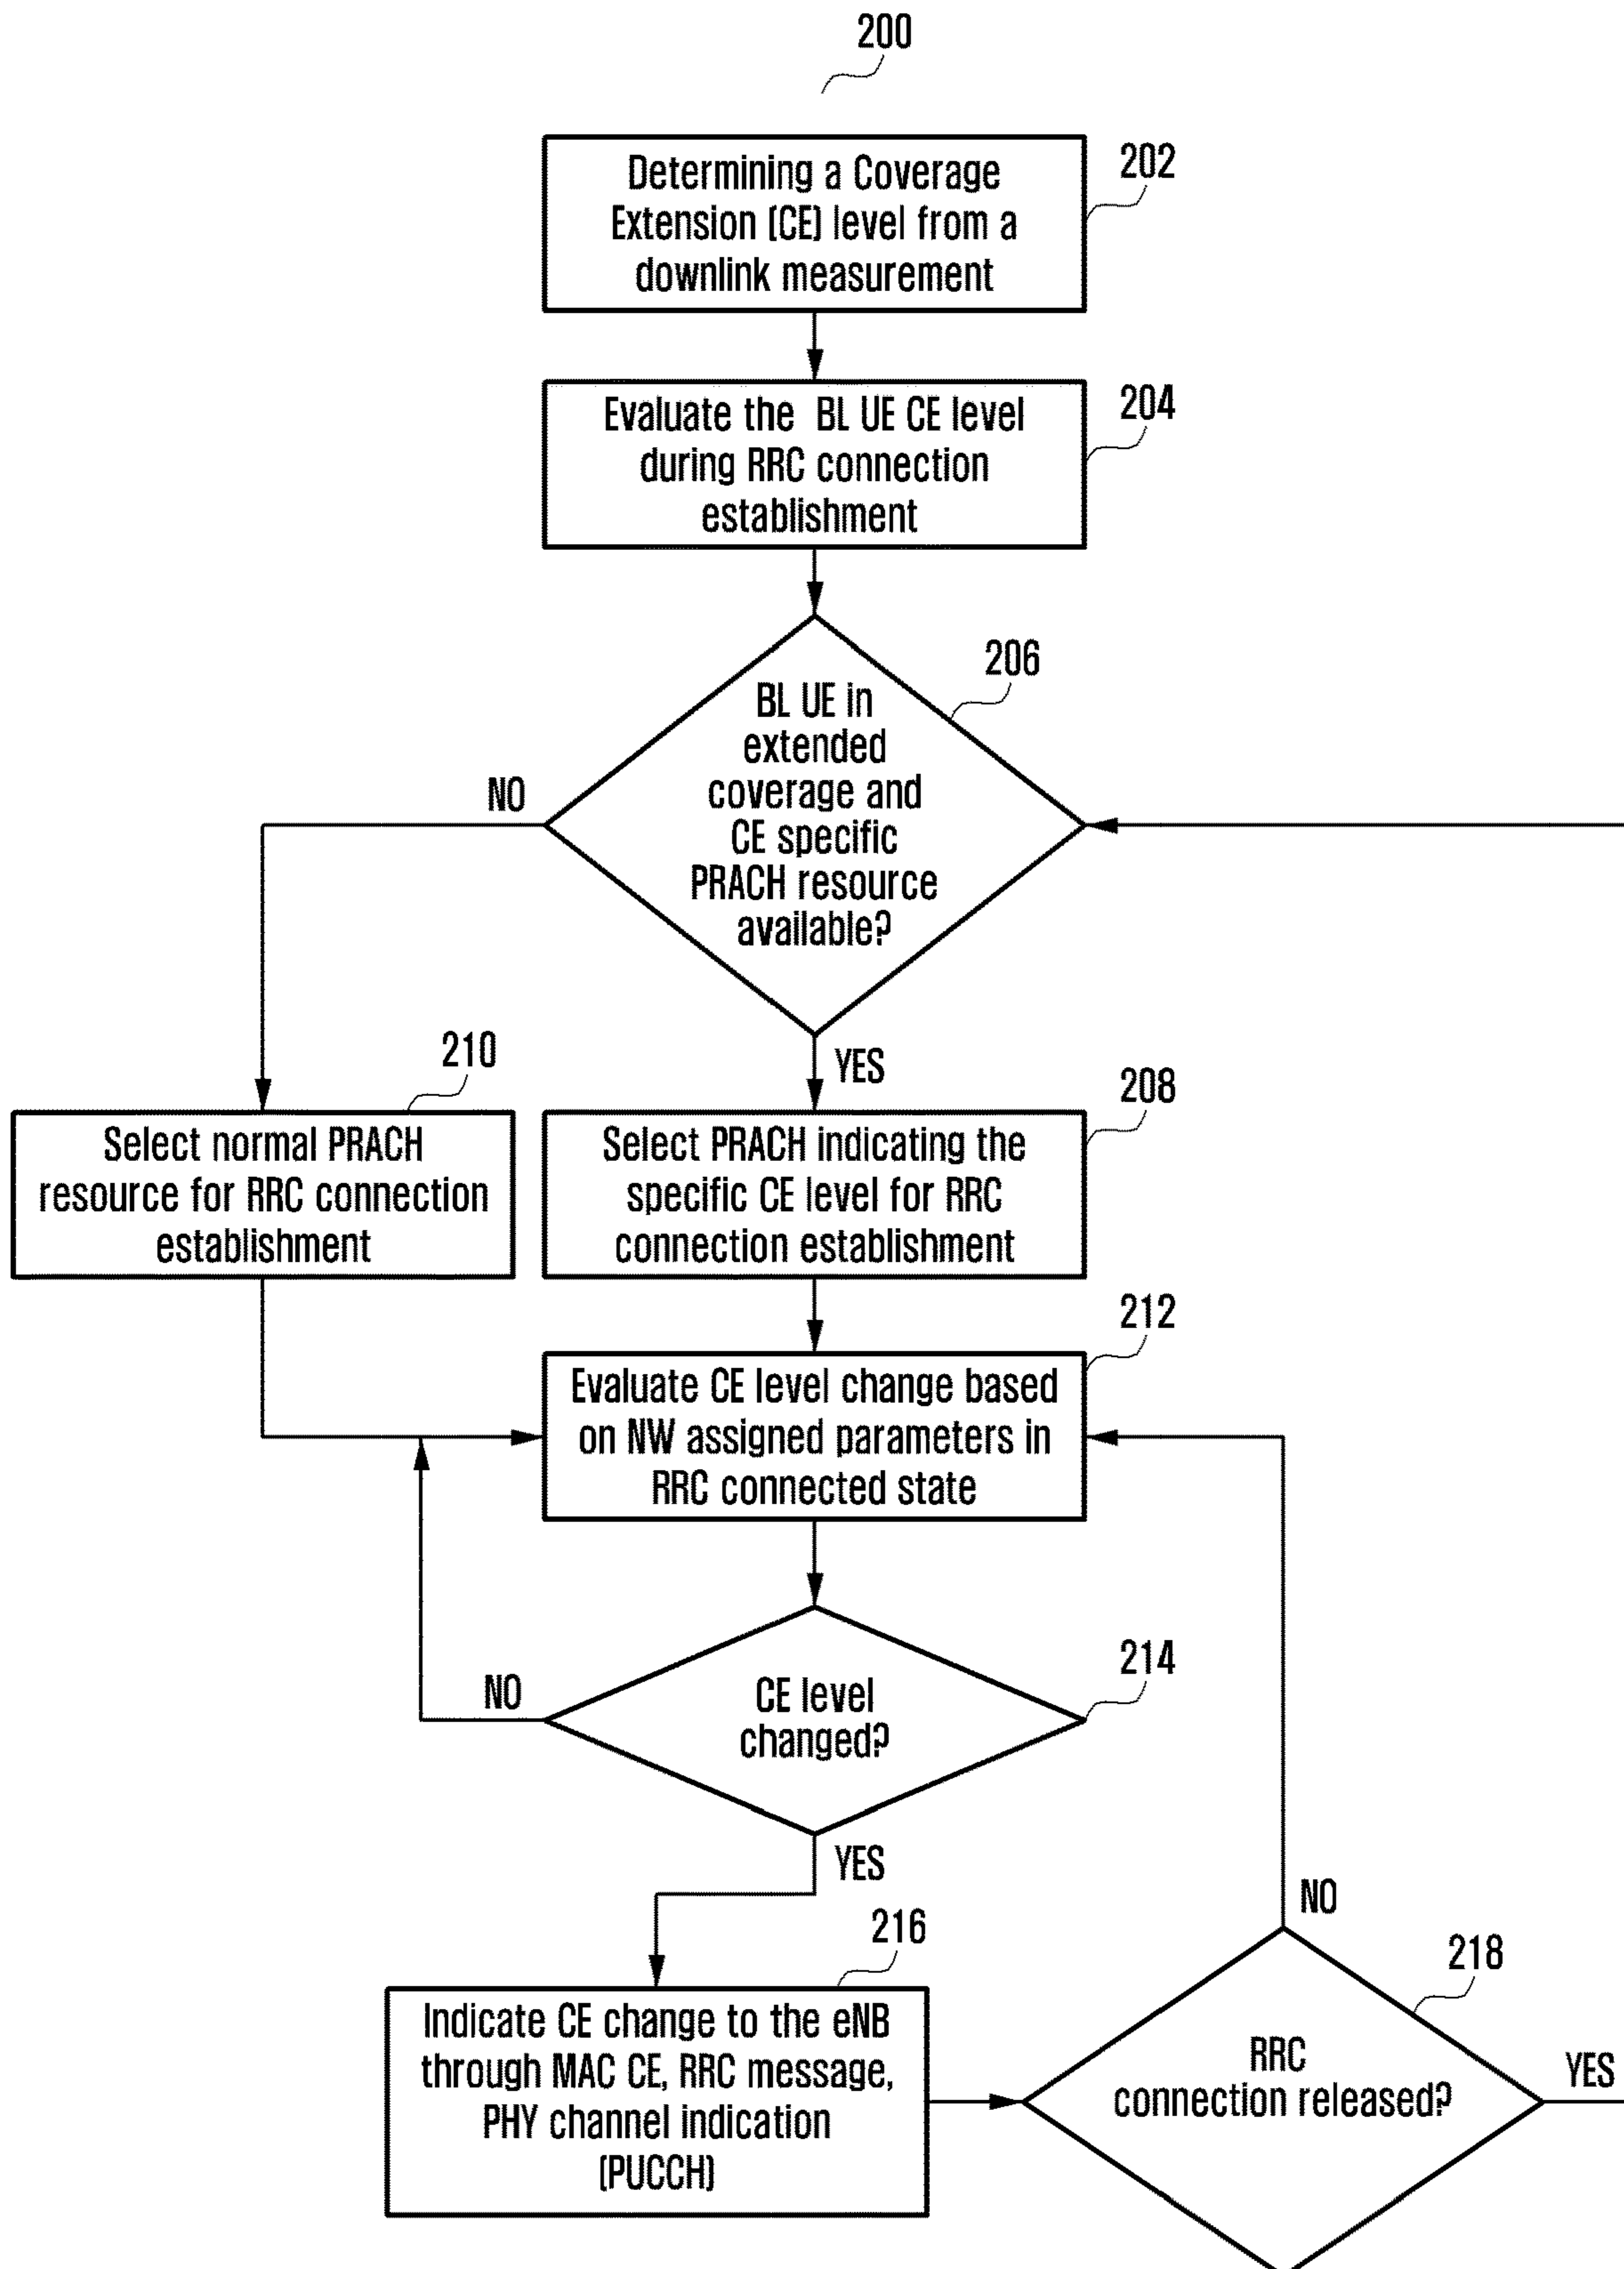 200
Determining a Coverage
Extension (CE) level from a
downlink measurement
202
Evaluate the BL UE CE level
during RRC connection
establishment
204
BL UE in
extended
coverage and
CE specific
PRACH resource
available?
206
NO
YES
210
Select normal PRACH
resource for RRC connection
establishment
Select PRACH indicating the
specific CE level for RRC
connection establishment
208
Evaluate CE level change based
on NW assigned parameters in
RRC connected state
212
CE level
changed?
214
NO
YES
216
Indicate CE change to the eNB
through MAC CE, RRC message,
PHY channel indication
(PUCCH)
NO
218
RRC
connection released?
YES